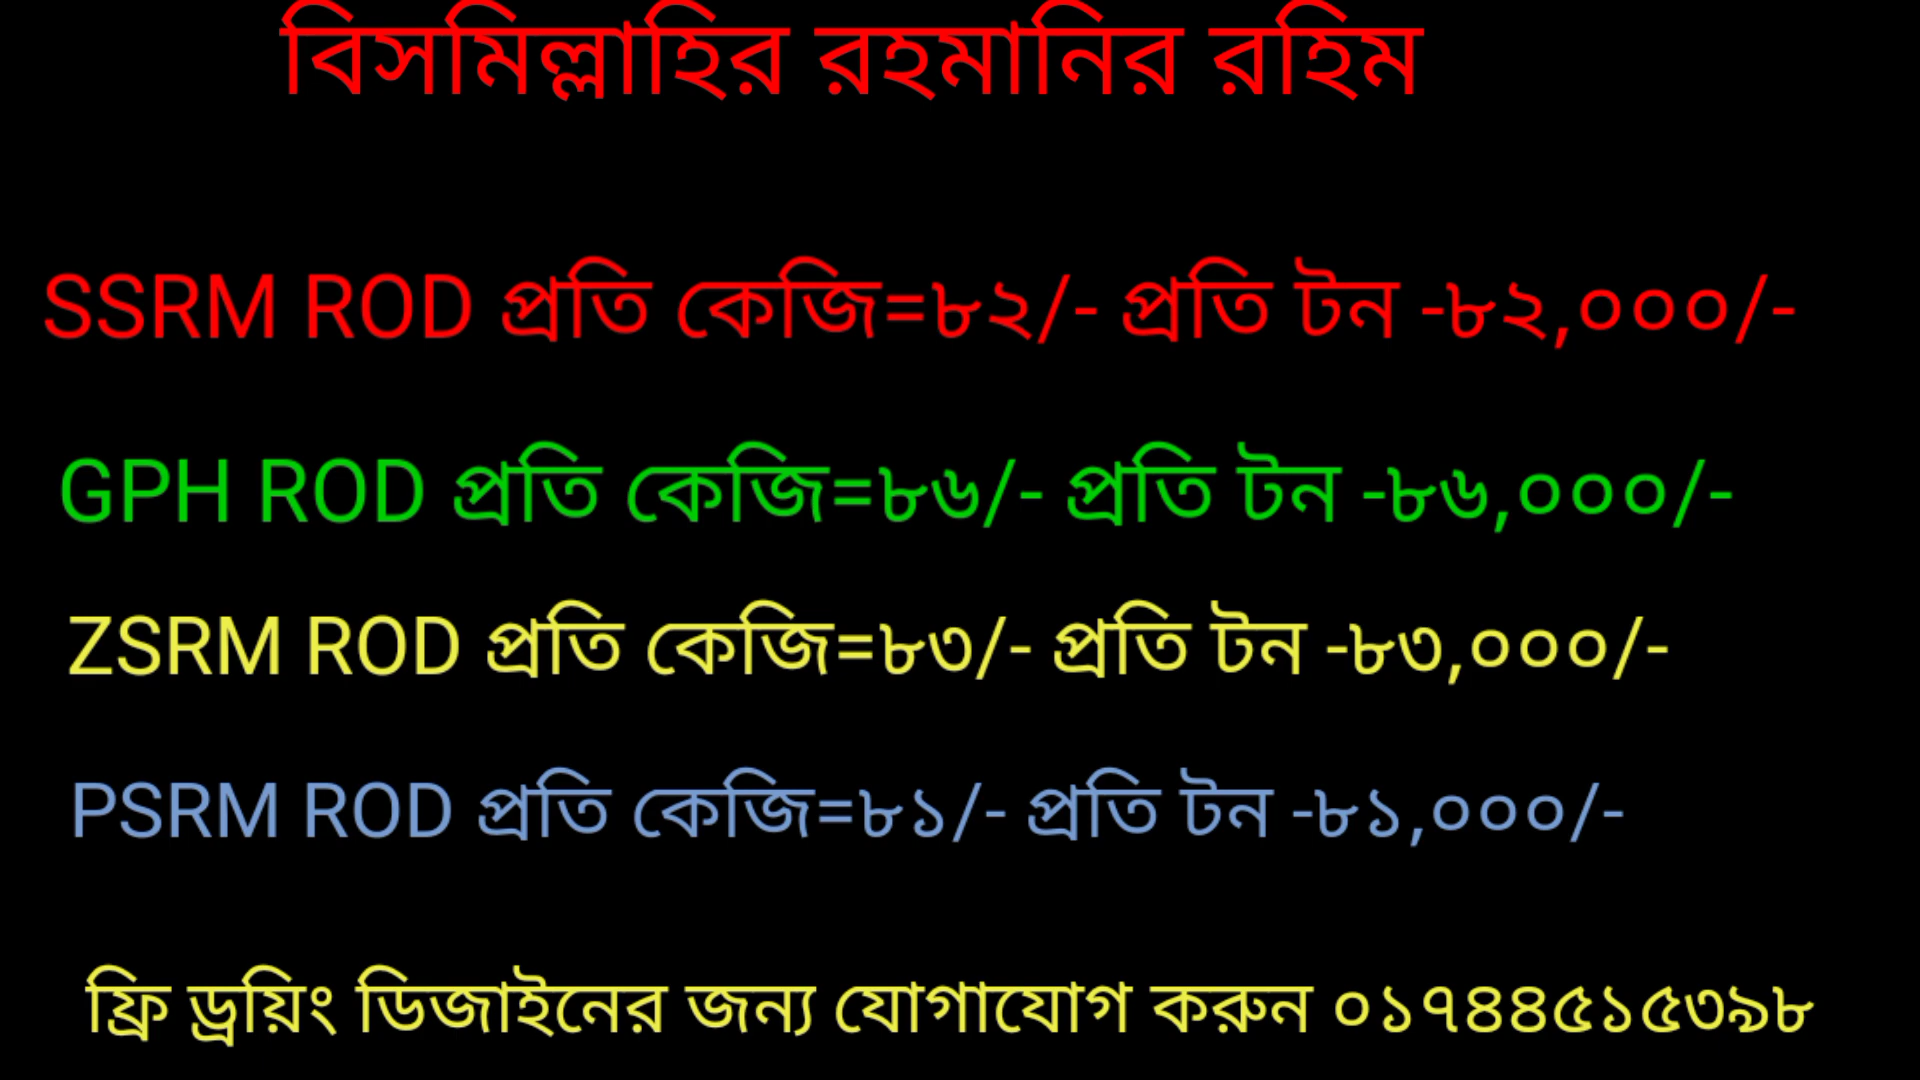 বিসমিল্লাহির রহমানির রহিম
SSRM ROD প্রতি কেজি=৮২/- প্রতি টন -৮২,০০০/-
GPH ROD প্রতি কেজি=৮৬/- প্রতি টন -৮৬,০০০/-
ZSRM ROD প্রতি কেজি=৮৩/- প্রতি টন -৮৩,০০০/-
PSRM ROD প্রতি কেজি=৮১/- প্রতি টন -৮১,০০০/-
ফ্রি ড্রয়িং ডিজাইনের জন্য যোগাযোগ করুন ০১৭৪৪৫১৫৩৯৮